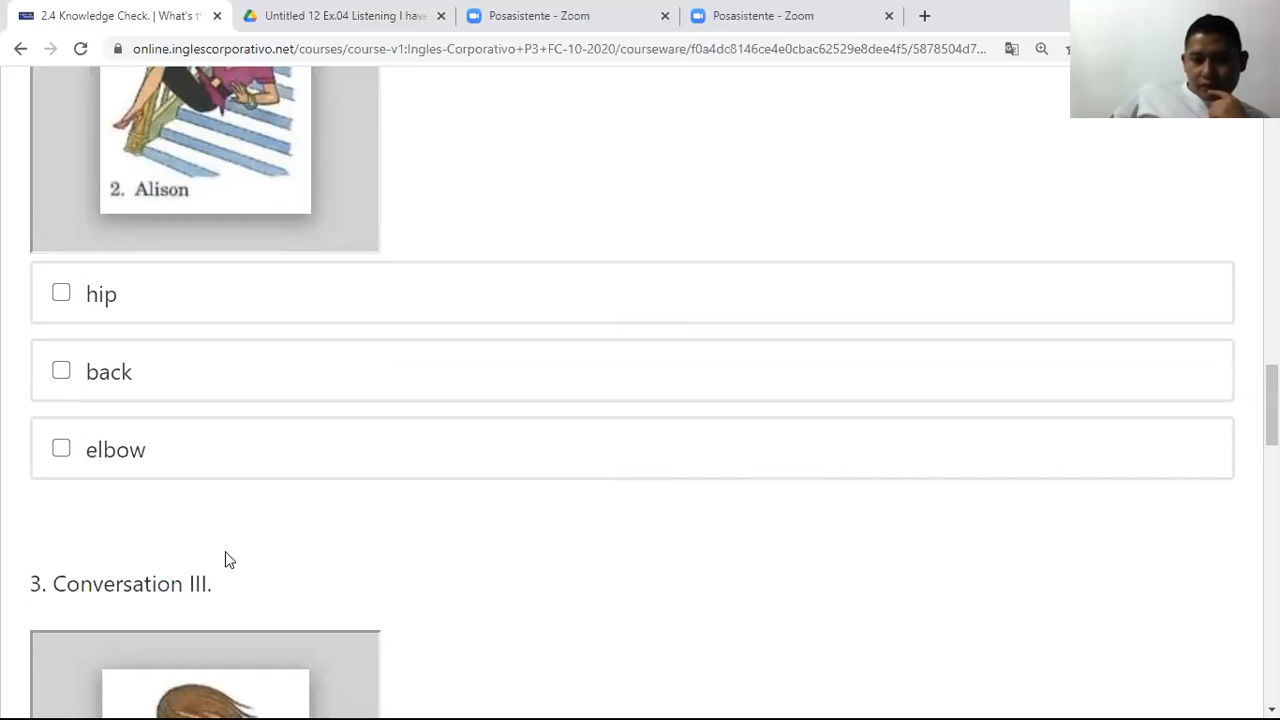 2.4 Knowledge Check. | What's t
Untitled 12 Ex.04 Listening I have
Posasistente - Zoom
Posasistente - Zoom
online.inglescorporativo.net/courses/course-v1:Ingles-Corporativo+P3+FC-10-2020/courseware/f0a4dc8146ce4e0cbac62529e8dee4f5/5878504d7...
2. Alison
hip
back
elbow
3. Conversation III.